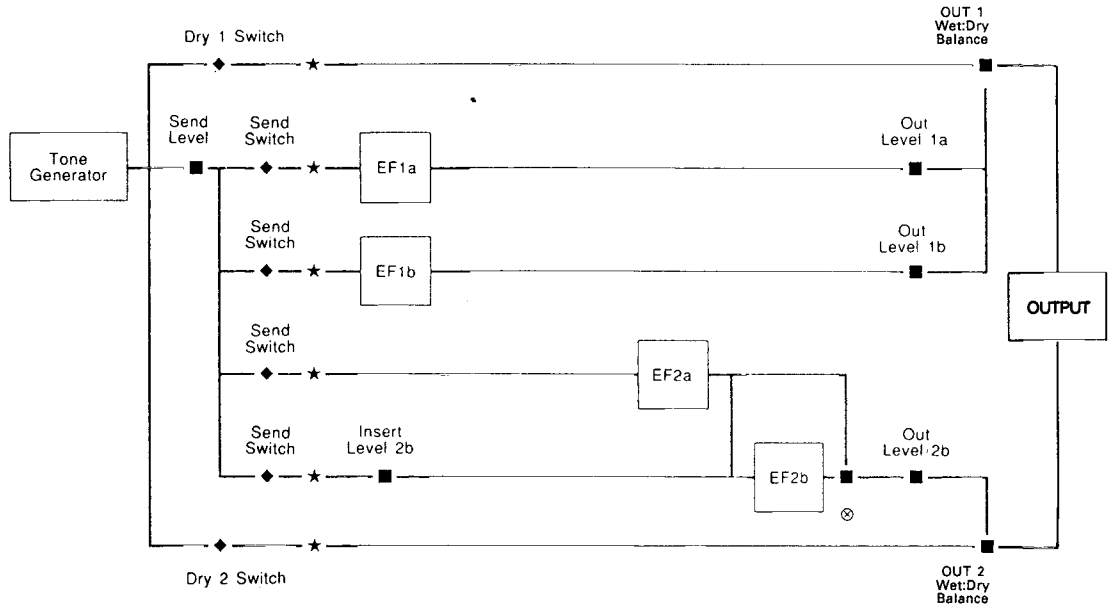 OUT 1
Wet:Dry
Balance
Dry 1 Switch
Send
Level
Send
Switch
Out
Level 1a
Tone
Generator
EF1a
Send
Switch
Out
Level 1b
EF1b
OUTPUT
Send
Switch
EF2a
Send
Switch
Insert
Level 2b
Out
Level 2b
EF2b
Dry 2 Switch
OUT 2
Wet:Dry
Balance